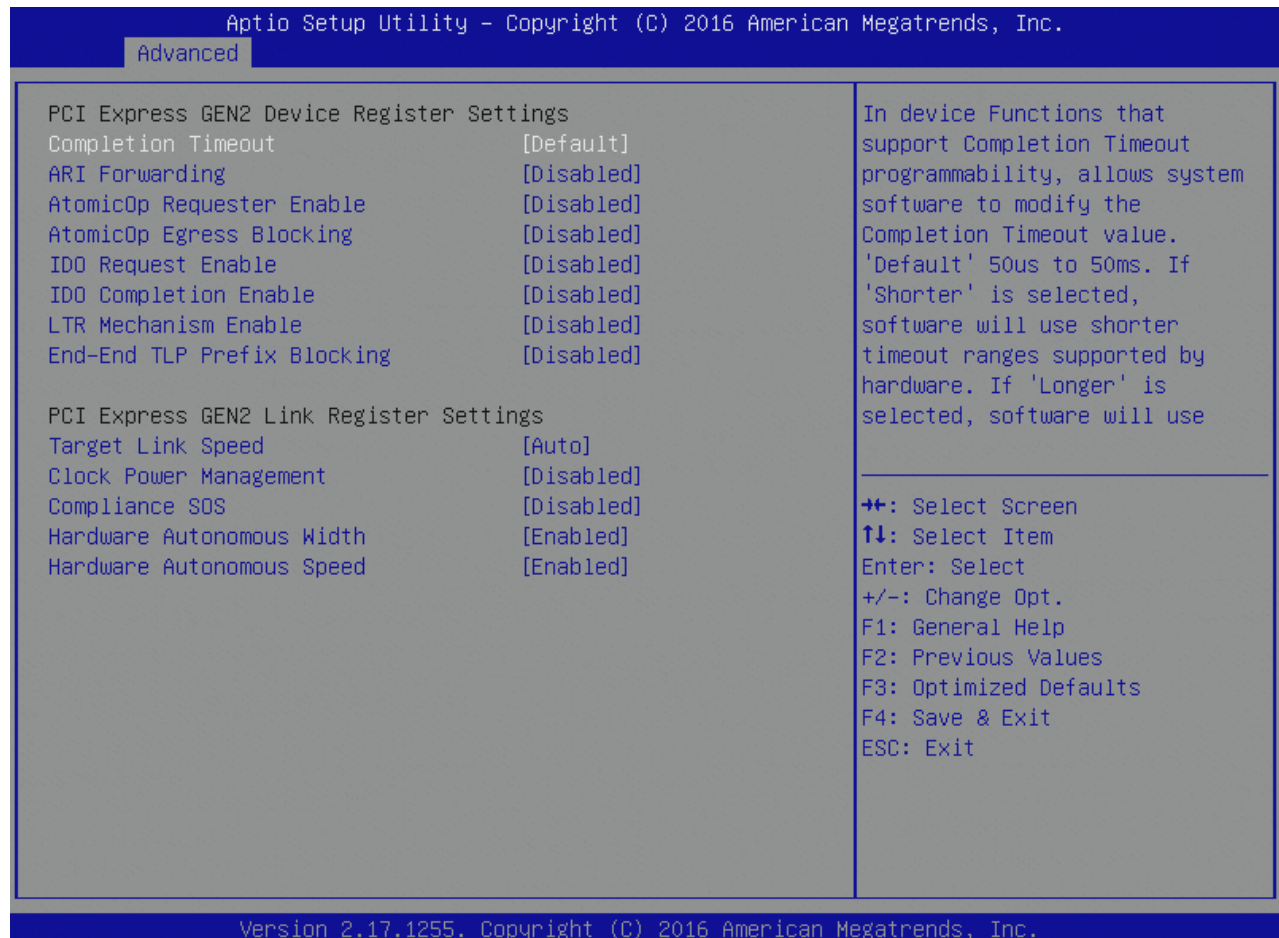 Aptio Setup Utility – Copyright (C) 2016 American Megatrends, Inc.
Advanced
PCI Express GEN2 Device Register Settings
Completion Timeout [Default]
ARI Forwarding [Disabled]
AtomicOp Requester Enable [Disabled]
AtomicOp Egress Blocking [Disabled]
IDO Request Enable [Disabled]
IDO Completion Enable [Disabled]
LTR Mechanism Enable [Disabled]
End-End TLP Prefix Blocking [Disabled]
PCI Express GEN2 Link Register Settings
Target Link Speed [Auto]
Clock Power Management [Disabled]
Compliance SOS [Disabled]
Hardware Autonomous Width [Enabled]
Hardware Autonomous Speed [Enabled]
In device Functions that
support Completion Timeout
programmability, allows system
software to modify the
Completion Timeout value.
'Default' 50us to 50ms. If
'Shorter' is selected,
software will use shorter
timeout ranges supported by
hardware. If 'Longer' is
selected, software will use
→←: Select Screen
↑↓: Select Item
Enter: Select
+/-: Change Opt.
F1: General Help
F2: Previous Values
F3: Optimized Defaults
F4: Save & Exit
ESC: Exit
Version 2.17.1255. Copyright (C) 2016 American Megatrends, Inc.